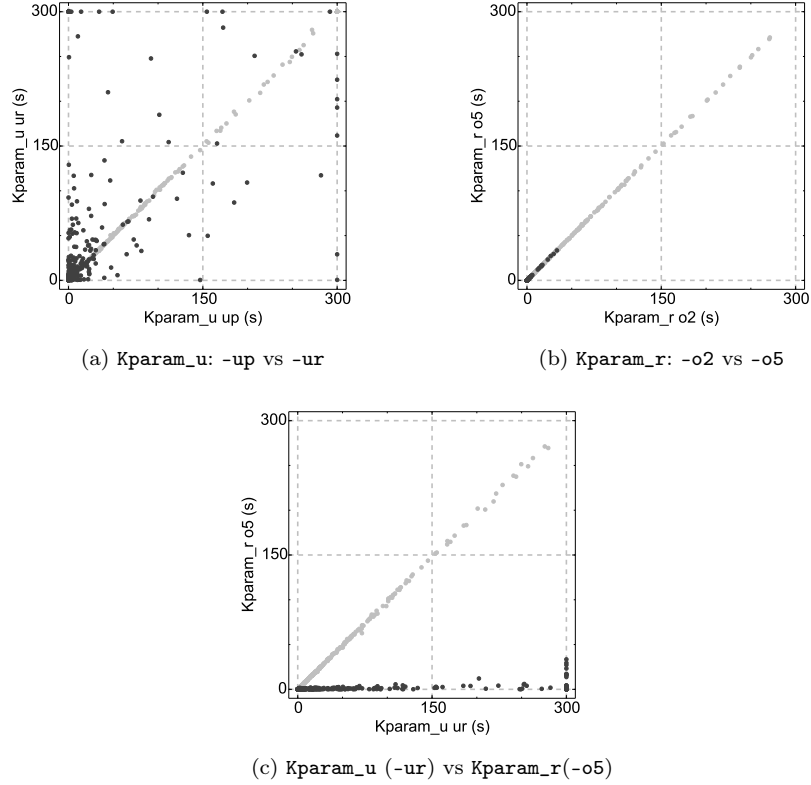 300
150
0
0
150
300
Kparam_u ur (s)
Kparam_u up (s)
(a) Kparam_u: -up vs -ur
300
150
0
0
150
300
Kparam_r o5 (s)
Kparam_r o2 (s)
(b) Kparam_r: -o2 vs -o5
300
150
0
0
150
300
Kparam_r o5 (s)
Kparam_u ur (s)
(c) Kparam_u (-ur) vs Kparam_r(-o5)